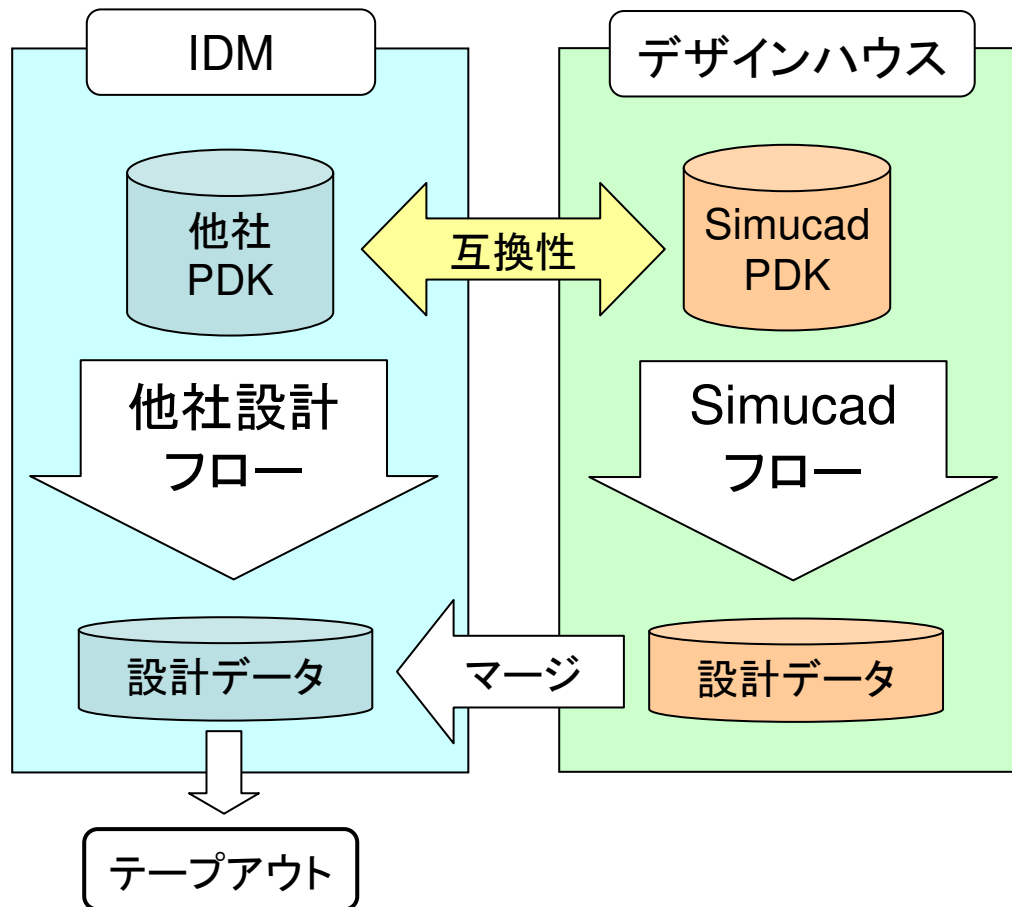 IDM
デザインハウス
他社
PDK
互換性
Simucad
PDK
他社設計
フロー
Simucad
フロー
設計データ
マージ
設計データ
テープアウト